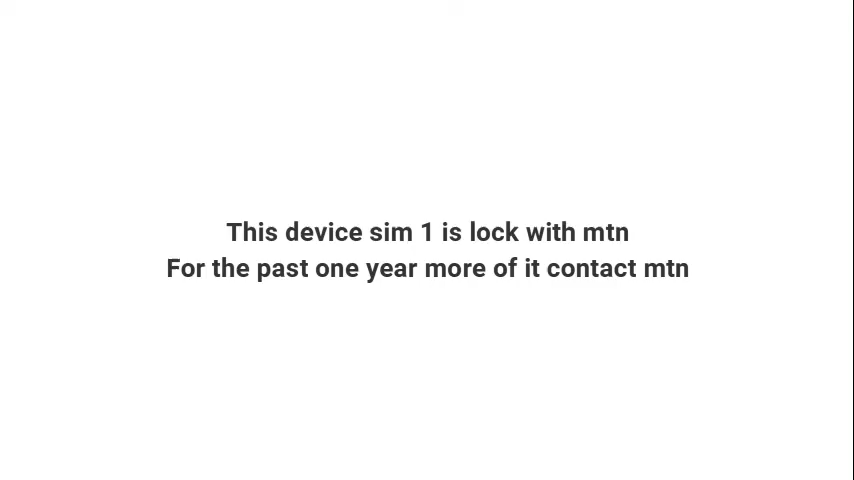 This device sim 1 is lock with mtn
For the past one year more of it contact mtn